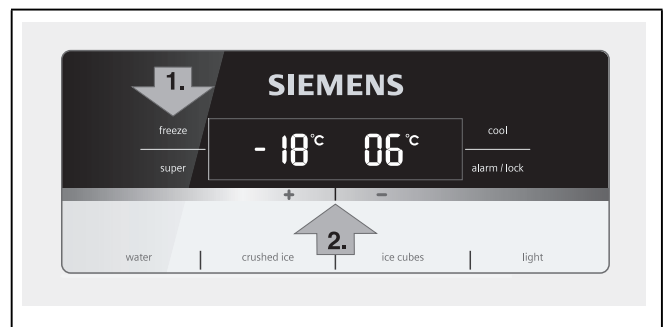 1.
SIEMENS
freeze
super
- 18°C 06°C
cool
alarm / lock
+ -
2.
water crushed ice ice cubes light